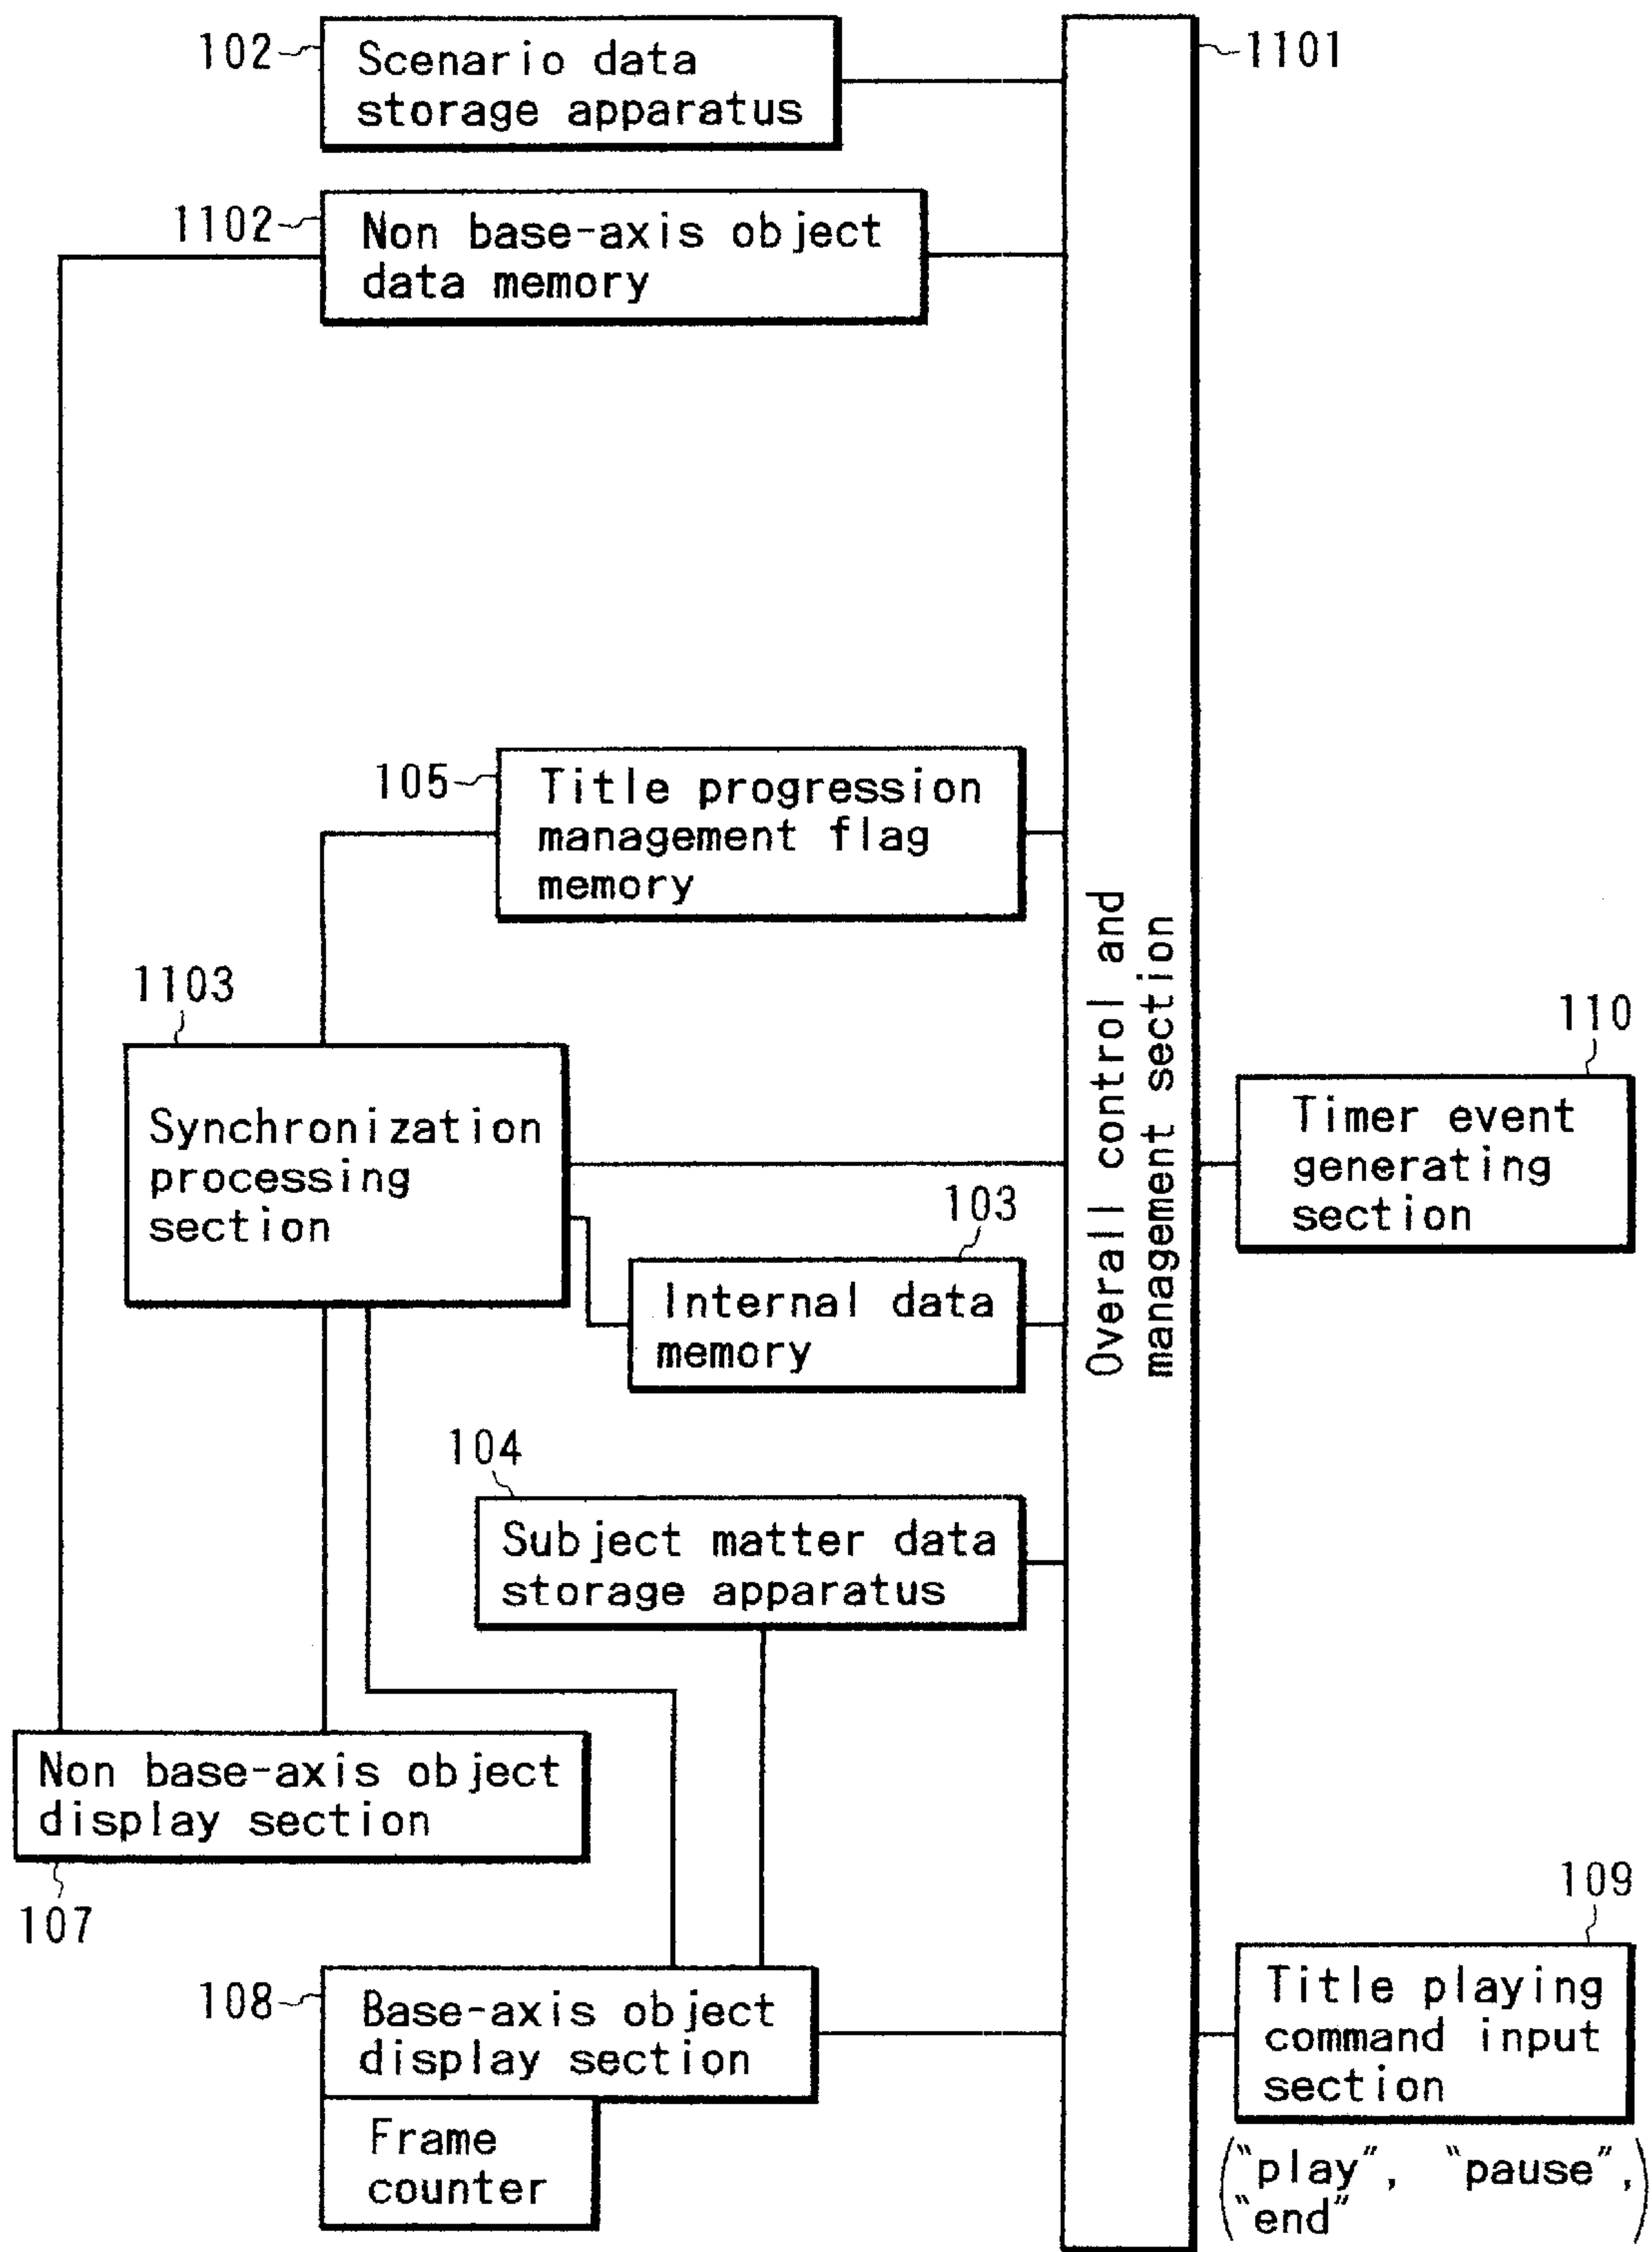 102
Scenario data
storage apparatus
1101
1102
Non base-axis object
data memory
105
Title progression
management flag
memory
Overall control and
management section
1103
Synchronization
processing
section
110
Timer event
generating
section
103
Internal data
memory
104
Subject matter data
storage apparatus
Non base-axis object
display section
107
108
Base-axis object
display section
Frame
counter
109
Title playing
command input
section
("play", "pause",
"end")